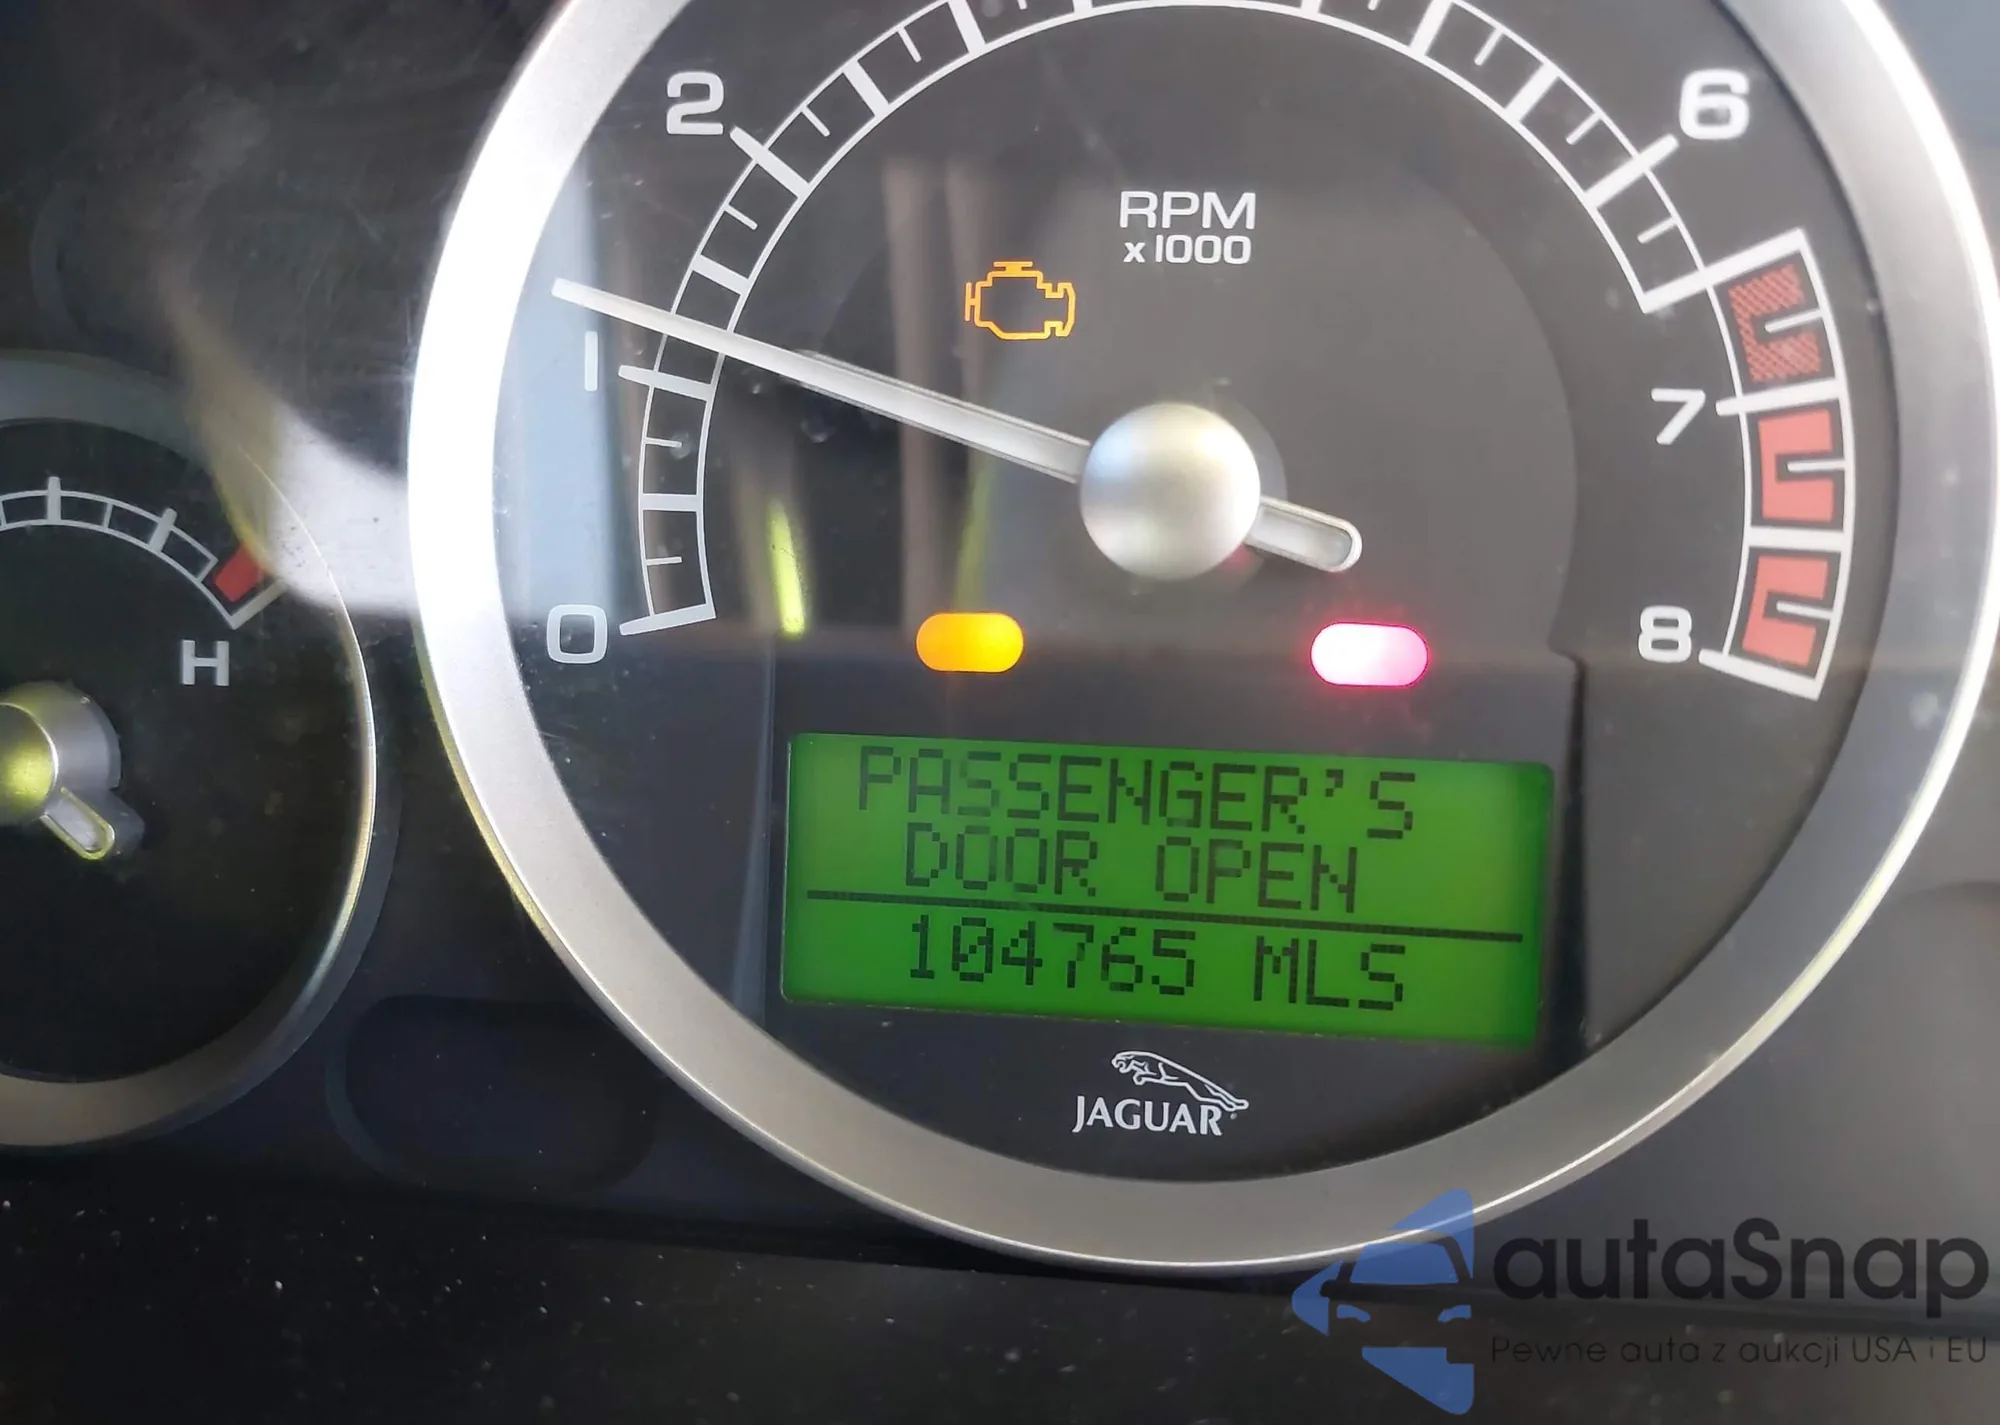 2
6
RPM
x1000
1
7
0
8
H
PASSENGER'S
DOOR OPEN
104765 MLS
JAGUAR
autaSnap
Pewne auta z aukcji USA i EU